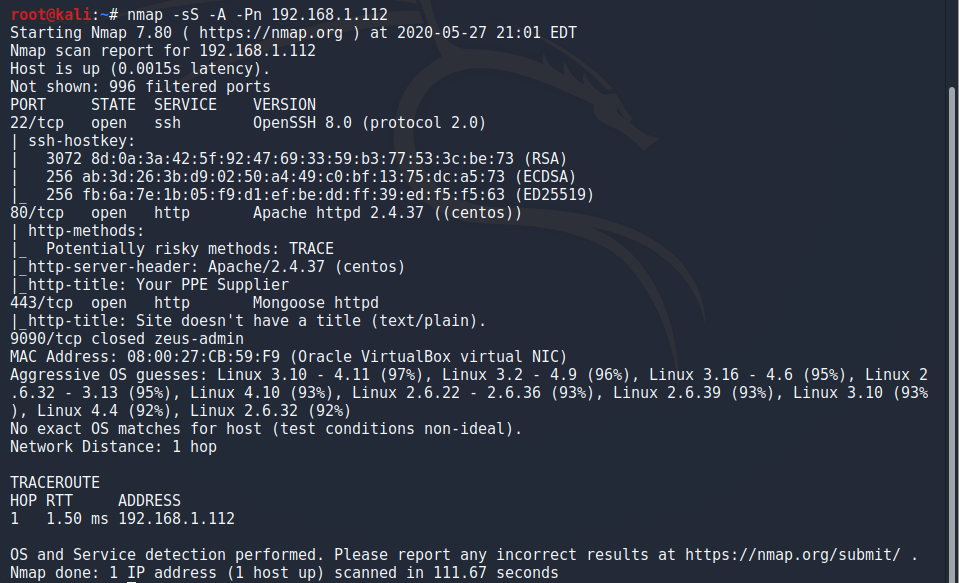 root@kali:~# nmap -sS -A -Pn 192.168.1.112
Starting Nmap 7.80 ( https://nmap.org ) at 2020-05-27 21:01 EDT
Nmap scan report for 192.168.1.112
Host is up (0.0015s latency).
Not shown: 996 filtered ports
PORT     STATE  SERVICE    VERSION
22/tcp   open   ssh        OpenSSH 8.0 (protocol 2.0)
| ssh-hostkey:
|   3072 8d:0a:3a:42:5f:92:47:69:33:59:b3:77:53:3c:be:73 (RSA)
|   256 ab:3d:26:3b:d9:02:50:a4:49:c0:bf:13:75:dc:a5:73 (ECDSA)
|_  256 fb:6a:7e:1b:05:f9:d1:ef:be:dd:ff:39:ed:f5:f5:63 (ED25519)
80/tcp   open   http       Apache httpd 2.4.37 ((centos))
| http-methods:
|_  Potentially risky methods: TRACE
|_http-server-header: Apache/2.4.37 (centos)
|_http-title: Your PPE Supplier
443/tcp  open   http       Mongoose httpd
|_http-title: Site doesn't have a title (text/plain).
9090/tcp closed zeus-admin
MAC Address: 08:00:27:CB:59:F9 (Oracle VirtualBox virtual NIC)
Aggressive OS guesses: Linux 3.10 - 4.11 (97%), Linux 3.2 - 4.9 (96%), Linux 3.16 - 4.6 (95%), Linux 2
.6.32 - 3.13 (95%), Linux 4.10 (93%), Linux 2.6.22 - 2.6.36 (93%), Linux 2.6.39 (93%), Linux 3.10 (93%
), Linux 4.4 (92%), Linux 2.6.32 (92%)
No exact OS matches for host (test conditions non-ideal).
Network Distance: 1 hop

TRACEROUTE
HOP RTT     ADDRESS
1   1.50 ms 192.168.1.112

OS and Service detection performed. Please report any incorrect results at https://nmap.org/submit/ .
Nmap done: 1 IP address (1 host up) scanned in 111.67 seconds